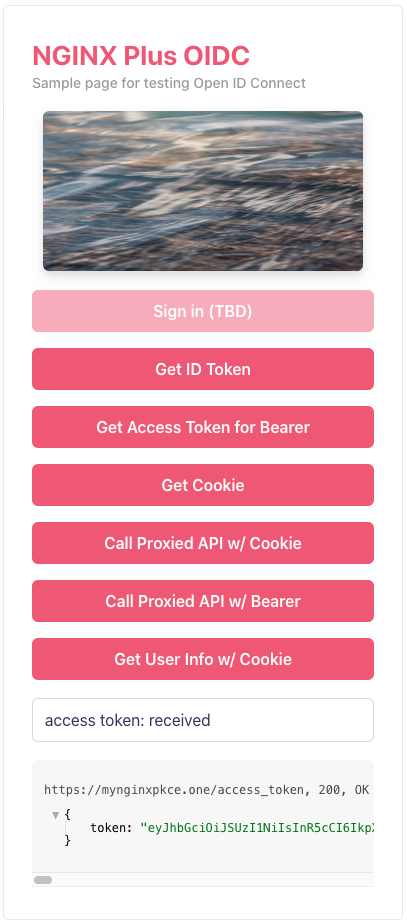 NGINX Plus OIDC
Sample page for testing Open ID Connect
Sign in (TBD)
Get ID Token
Get Access Token for Bearer
Get Cookie
Call Proxied API w/ Cookie
Call Proxied API w/ Bearer
Get User Info w/ Cookie
access token: received
https://mynginxpkce.one/access_token, 200, OK
{
token: "eyJhbGciOiJSUzI1NiIsInR5cCI6IkpX
}